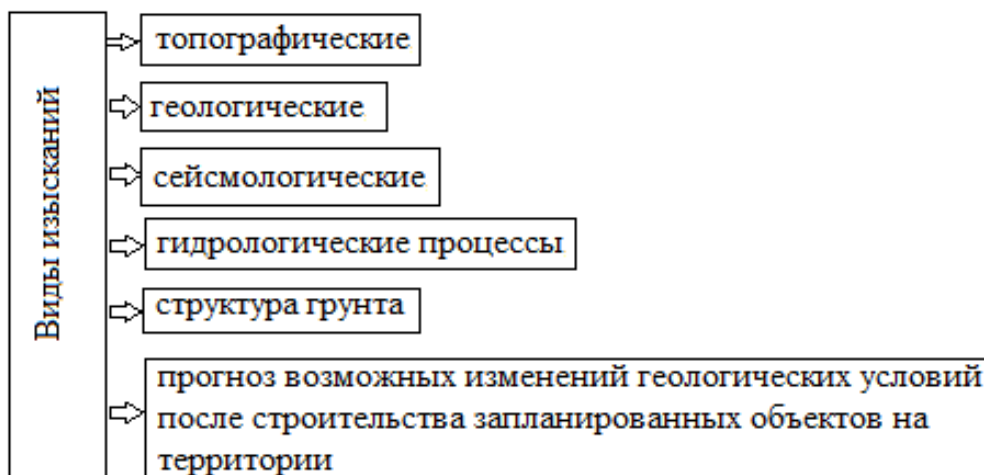 Виды изысканий
топографические
геологические
сейсмологические
гидрологические процессы
структура грунта
прогноз возможных изменений геологических условий
после строительства запланированных объектов на
территории